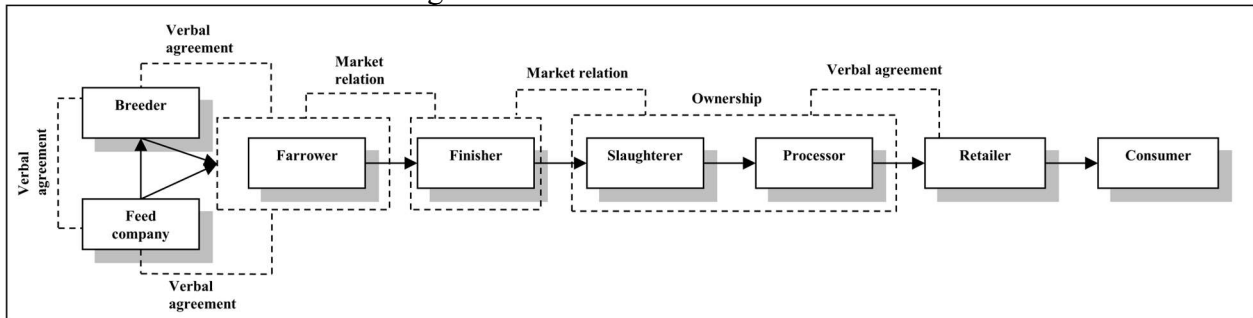 Verbal
agreement
Market
relation
Market relation
Verbal agreement
Ownership
Breeder
Verbal
agreement
Farrower
Finisher
Slaughterer
Processor
Retailer
Consumer
Feed
company
Verbal
agreement